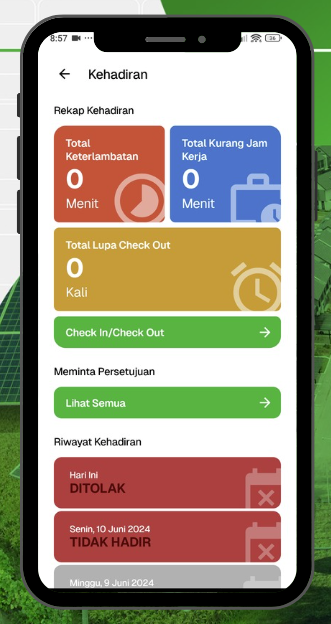 8:57
36
Kehadiran
Rekap Kehadiran
Total
Keterlambatan
0
Menit
Total Kurang Jam
Kerja
0
Menit
Total Lupa Check Out
0
Kali
Check In/Check Out
Meminta Persetujuan
Lihat Semua
Riwayat Kehadiran
Hari Ini
DITOLAK
Senin, 10 Juni 2024
TIDAK HADIR
Minggu, 9 Juni 2024